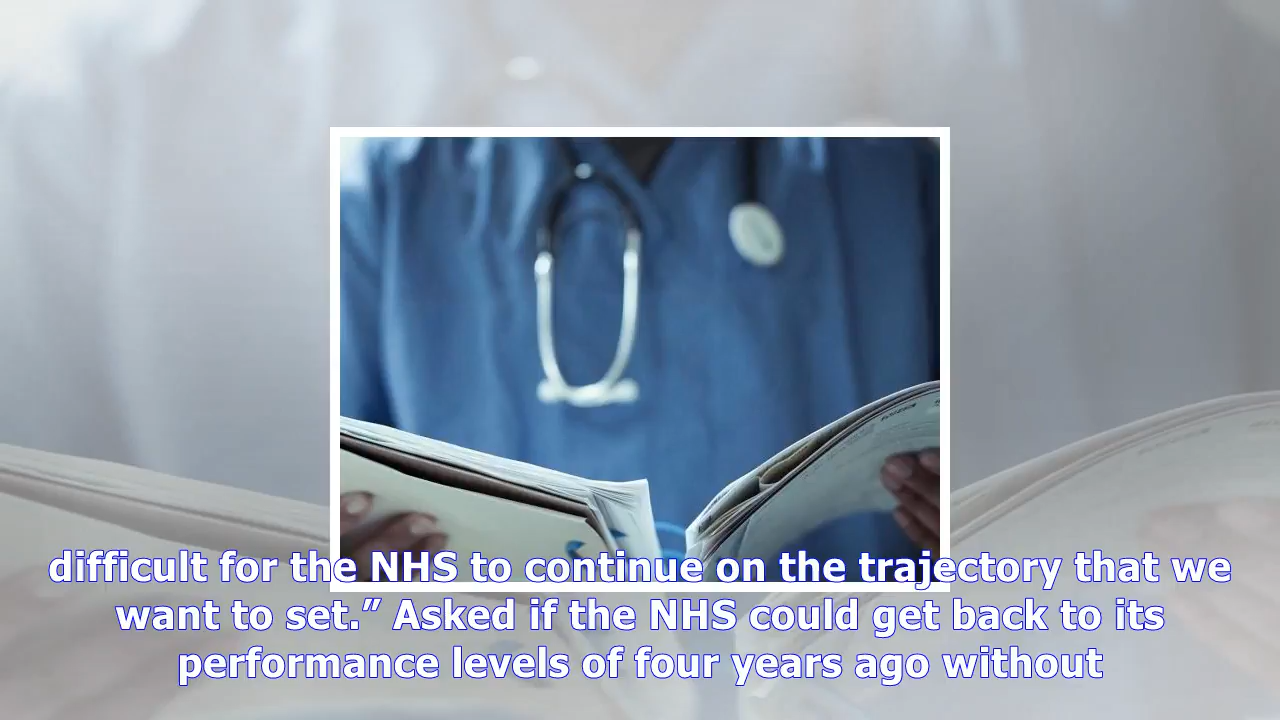 difficult for the NHS to continue on the trajectory that we
want to set.” Asked if the NHS could get back to its
performance levels of four years ago without